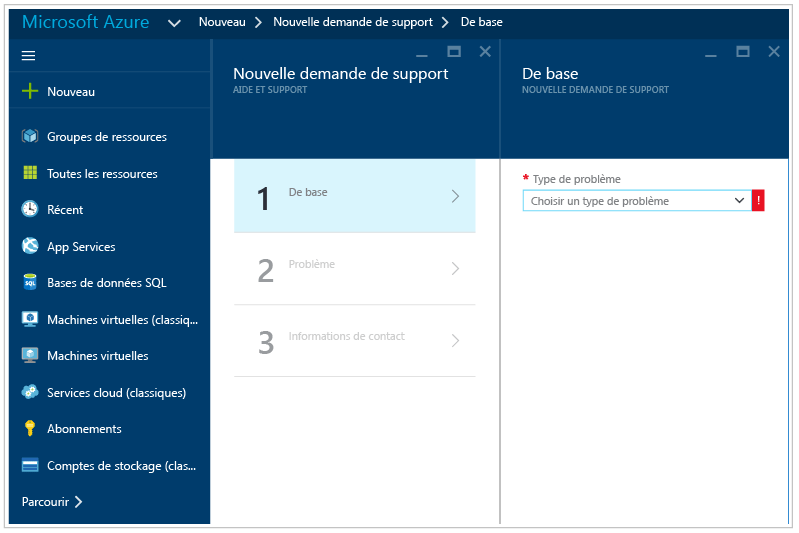 Microsoft Azure Nouveau Nouvelle demande de support De base
Nouveau
Groupes de ressources
Toutes les ressources
Récent
App Services
Bases de données SQL
Machines virtuelles (classiq...
Machines virtuelles
Services cloud (classiques)
Abonnements
Comptes de stockage (clas...
Parcourir
Nouvelle demande de support
AIDE ET SUPPORT
1 De base
2 Problème
3 Informations de contact
De base
NOUVELLE DEMANDE DE SUPPORT
* Type de problème
Choisir un type de problème !